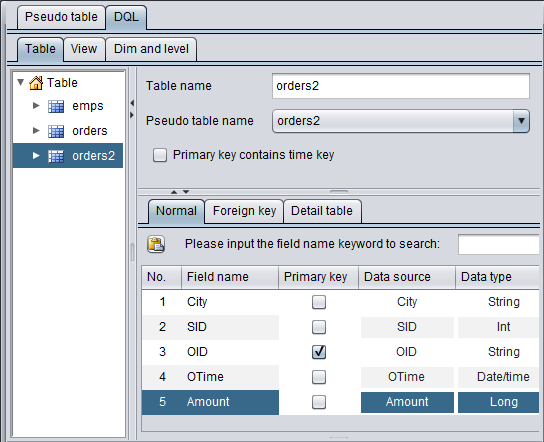 Pseudo table DQL
Table View Dim and level
Table
emps
orders
orders2
Table name orders2
Pseudo table name orders2
Primary key contains time key
Normal Foreign key Detail table
Please input the field name keyword to search:
No. Field name Primary key Data source Data type
1 City City String
2 SID SID Int
3 OID OID String
4 OTime OTime Date/time
5 Amount Amount Long